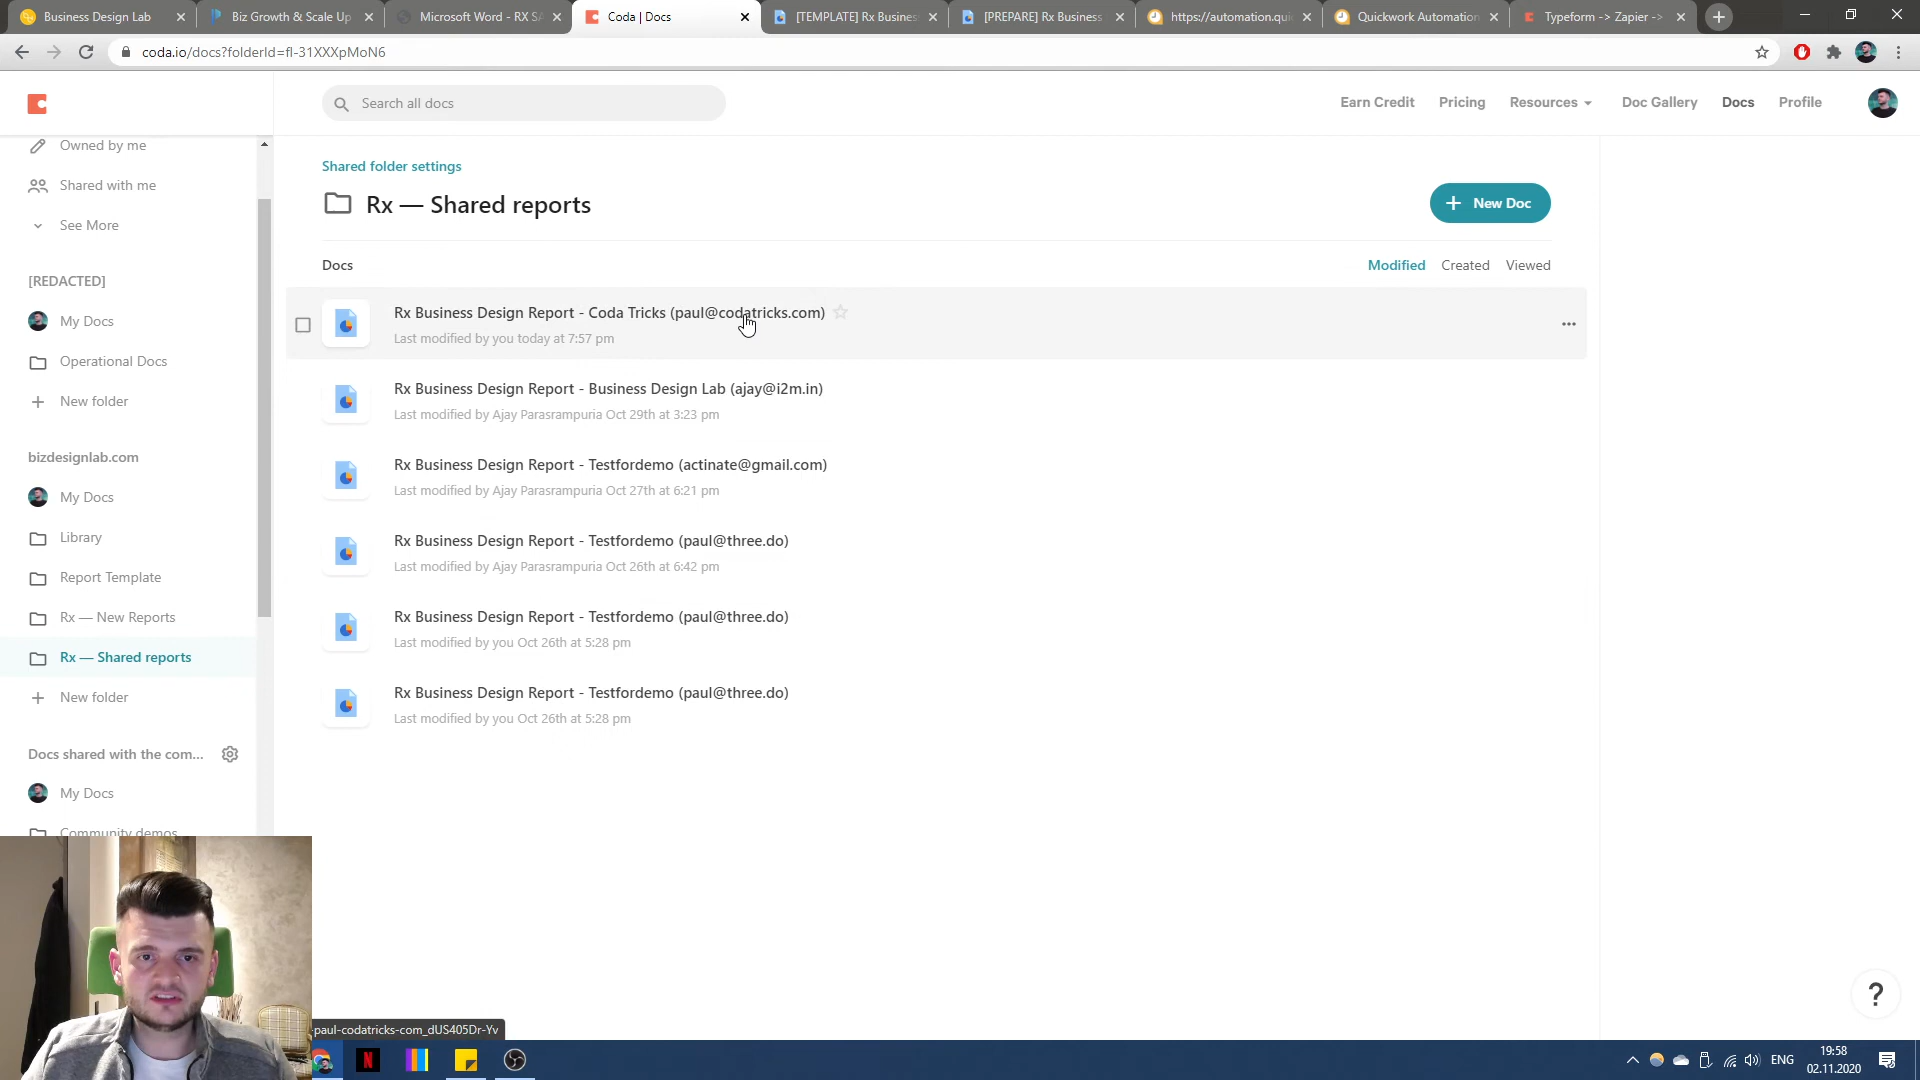 Business Design Lab
Biz Growth & Scale Up
Microsoft Word - RX SA
Coda | Docs
[TEMPLATE] Rx Business
[PREPARE] Rx Business
https://automation.qui
Quickwork Automation
Typeform -> Zapier ->
coda.io/docs?folderId=fl-31XXXpMoN6
Search all docs
Earn Credit
Pricing
Resources
Doc Gallery
Docs
Profile
Owned by me
Shared with me
See More
[REDACTED]
My Docs
Operational Docs
New folder
bizdesignlab.com
My Docs
Library
Report Template
Rx — New Reports
Rx — Shared reports
New folder
Docs shared with the com...
My Docs
Community demos
Shared folder settings
Rx — Shared reports
New Doc
Docs
Modified
Created
Viewed
Rx Business Design Report - Coda Tricks (paul@codatricks.com)
Last modified by you today at 7:57 pm
Rx Business Design Report - Business Design Lab (ajay@i2m.in)
Last modified by Ajay Parasrampuria Oct 29th at 3:23 pm
Rx Business Design Report - Testfordemo (actinate@gmail.com)
Last modified by Ajay Parasrampuria Oct 27th at 6:21 pm
Rx Business Design Report - Testfordemo (paul@three.do)
Last modified by Ajay Parasrampuria Oct 26th at 6:42 pm
Rx Business Design Report - Testfordemo (paul@three.do)
Last modified by you Oct 26th at 5:28 pm
Rx Business Design Report - Testfordemo (paul@three.do)
Last modified by you Oct 26th at 5:28 pm
?
-paul-codatricks-com_dUS405Dr-Yv
N
ENG
19:58
02.11.2020